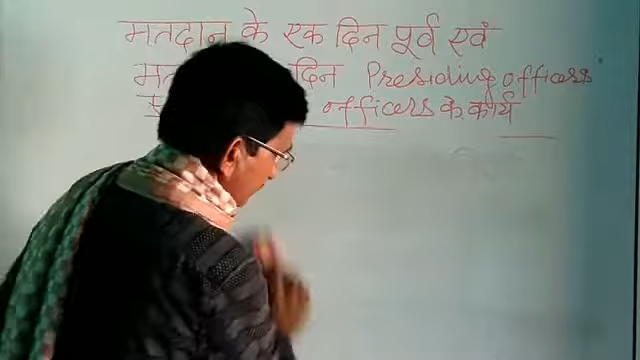 मतदान के एक दिन पूर्व एवं
दिन Presiding officers
officers के कार्य